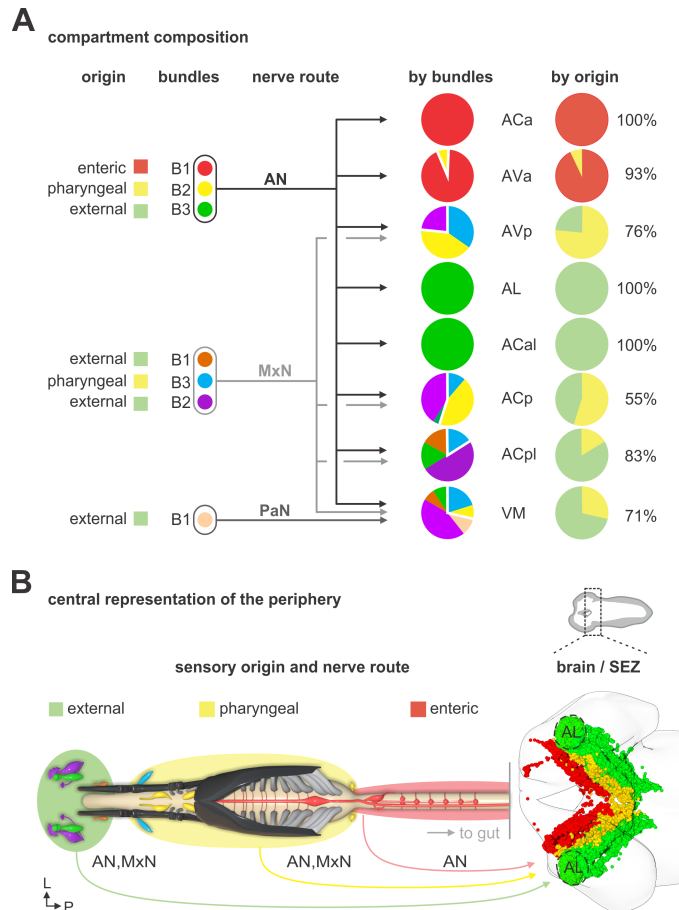 A
compartment composition
origin bundles nerve route by bundles by origin
ACa 100%
enteric B1 AN AVa 93%
pharyngeal B2
external B3
AVp 76%
AL 100%
ACal 100%
external B1 MxN
pharyngeal B3
external B2 ACp 55%
ACpl 83%
external B1 PaN VM 71%
B
central representation of the periphery
sensory origin and nerve route brain / SEZ
external pharyngeal enteric
AL
to gut
AN,MxN AN,MxN AN
AL
L
P